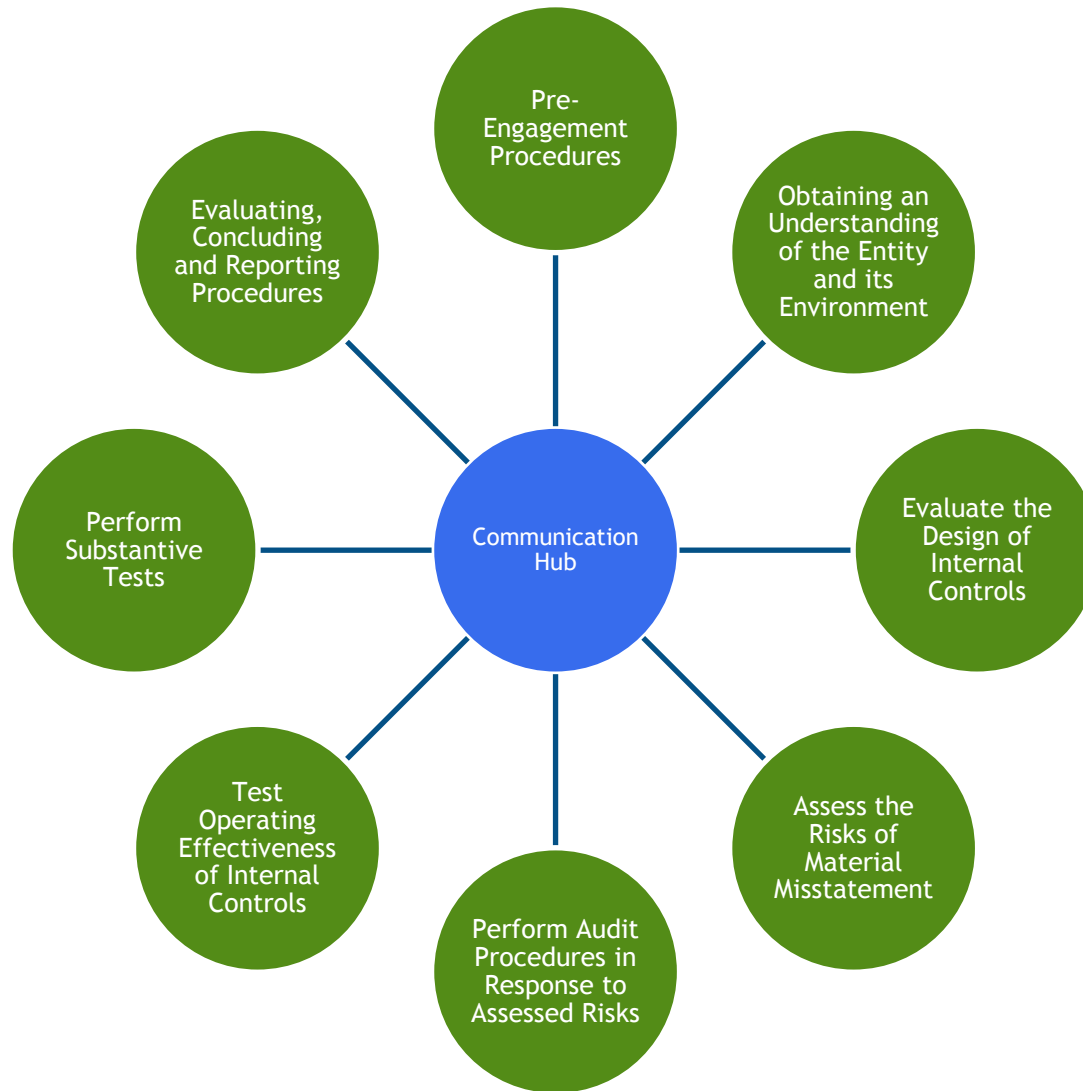 Pre-
Engagement
Procedures
Obtaining an
Understanding
of the Entity
and its
Environment
Evaluate the
Design of
Internal
Controls
Assess the
Risks of
Material
Misstatement
Perform Audit
Procedures in
Response to
Assessed Risks
Test
Operating
Effectiveness
of Internal
Controls
Perform
Substantive
Tests
Evaluating,
Concluding
and Reporting
Procedures
Communication
Hub